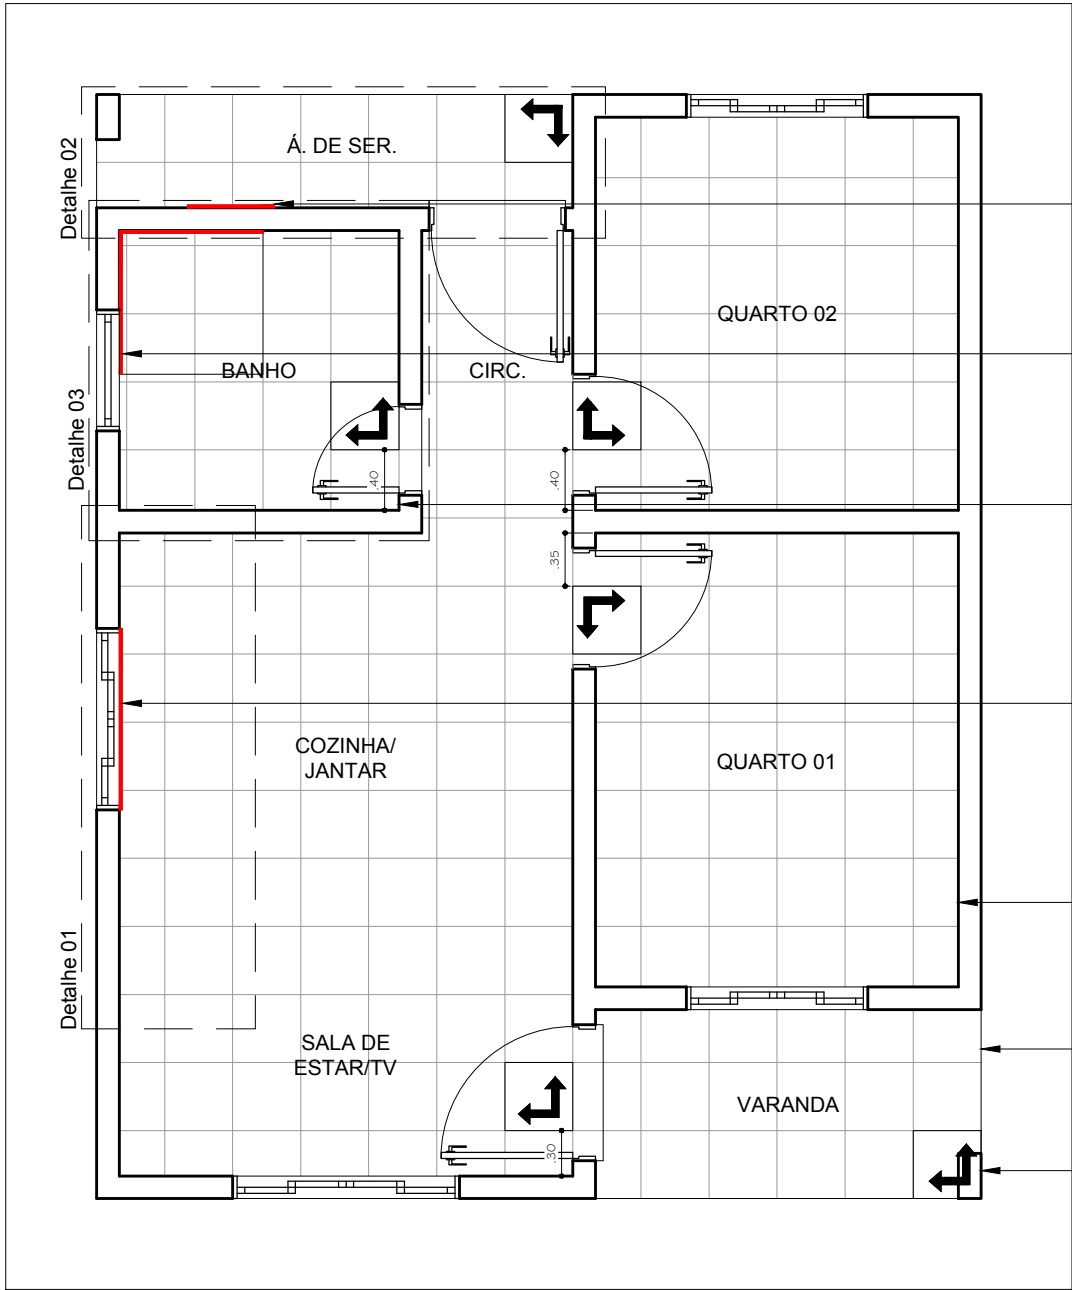 Á. DE SER.
Detalhe 02
QUARTO 02
BANHO
CIRC.
Detalhe 03
.40
.40
.35
COZINHA/
JANTAR
QUARTO 01
Detalhe 01
SALA DE
ESTAR/TV
VARANDA
.30